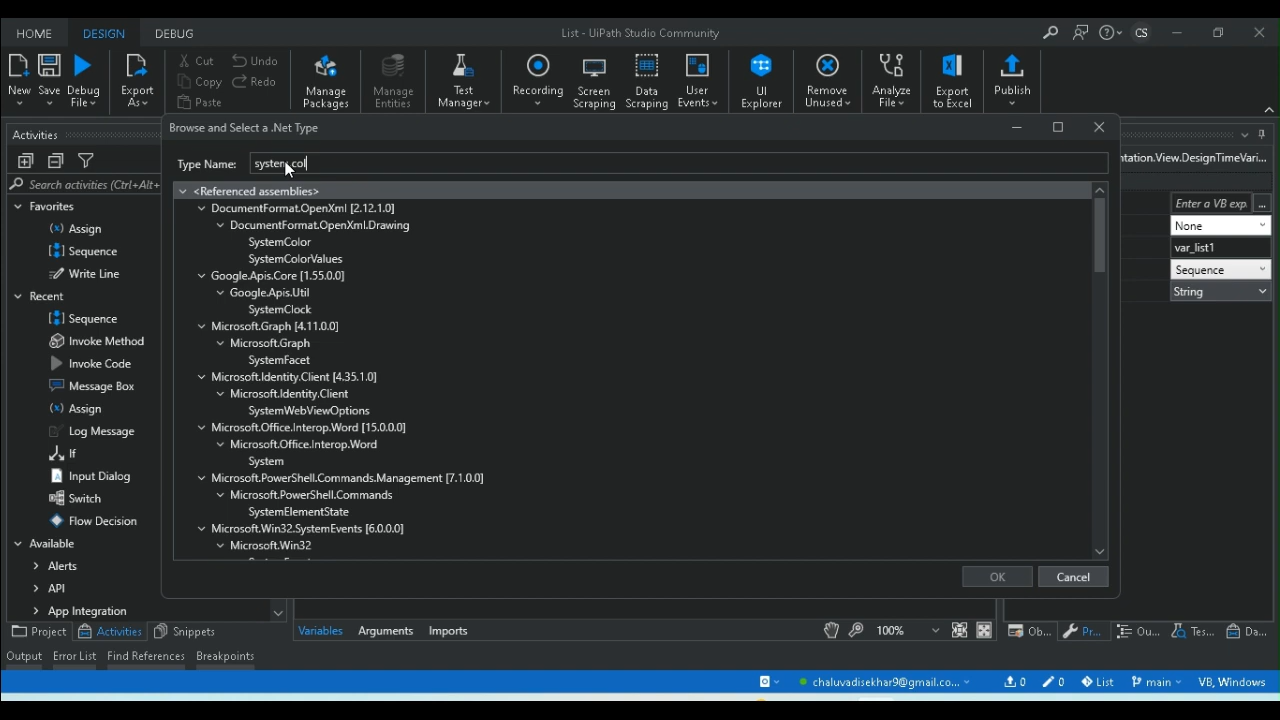 HOME DESIGN DEBUG List - UiPath Studio Community CS
New Save Debug File Export As Cut Copy Paste Undo Redo Manage Packages Manage Entities Test Manager Recording Screen Scraping Data Scraping User Events UI Explorer Remove Unused Analyze File Export to Excel Publish
Activities
Search activities (Ctrl+Alt+
Favorites
Assign
Sequence
Write Line
Recent
Sequence
Invoke Method
Invoke Code
Message Box
Assign
Log Message
If
Input Dialog
Switch
Flow Decision
Available
Alerts
API
App Integration
Browse and Select a .Net Type
Type Name: system.col
<Referenced assemblies>
DocumentFormat.OpenXml [2.12.1.0]
DocumentFormat.OpenXml.Drawing
SystemColor
SystemColorValues
Google.Apis.Core [1.55.0.0]
Google.Apis.Util
SystemClock
Microsoft.Graph [4.11.0.0]
Microsoft.Graph
SystemFacet
Microsoft.Identity.Client [4.35.1.0]
Microsoft.Identity.Client
SystemWebViewOptions
Microsoft.Office.Interop.Word [15.0.0.0]
Microsoft.Office.Interop.Word
System
Microsoft.PowerShell.Commands.Management [7.1.0.0]
Microsoft.PowerShell.Commands
SystemElementState
Microsoft.Win32.SystemEvents [6.0.0.0]
Microsoft.Win32
OK Cancel
tation.View.DesignTimeVari...
Enter a VB exp ...
None
var_list1
Sequence
String
Project Activities Snippets
Variables Arguments Imports 100%
Ob... Pr... Ou... Tes... Da...
Output Error List Find References Breakpoints
chaluvadisekhar9@gmail.co... 0 0 List main VB, Windows